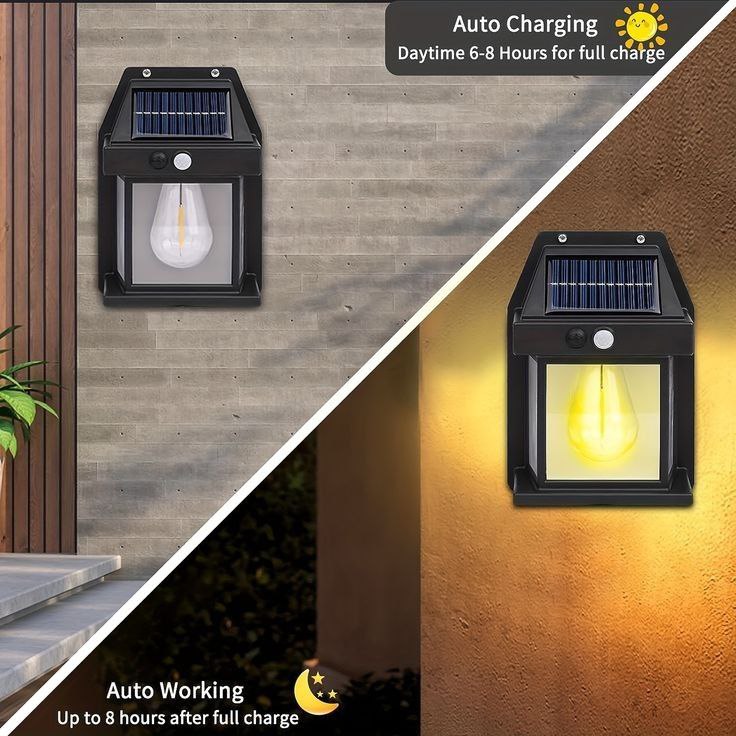 Auto Charging
Daytime 6-8 Hours for full charge
Auto Working
Up to 8 hours after full charge